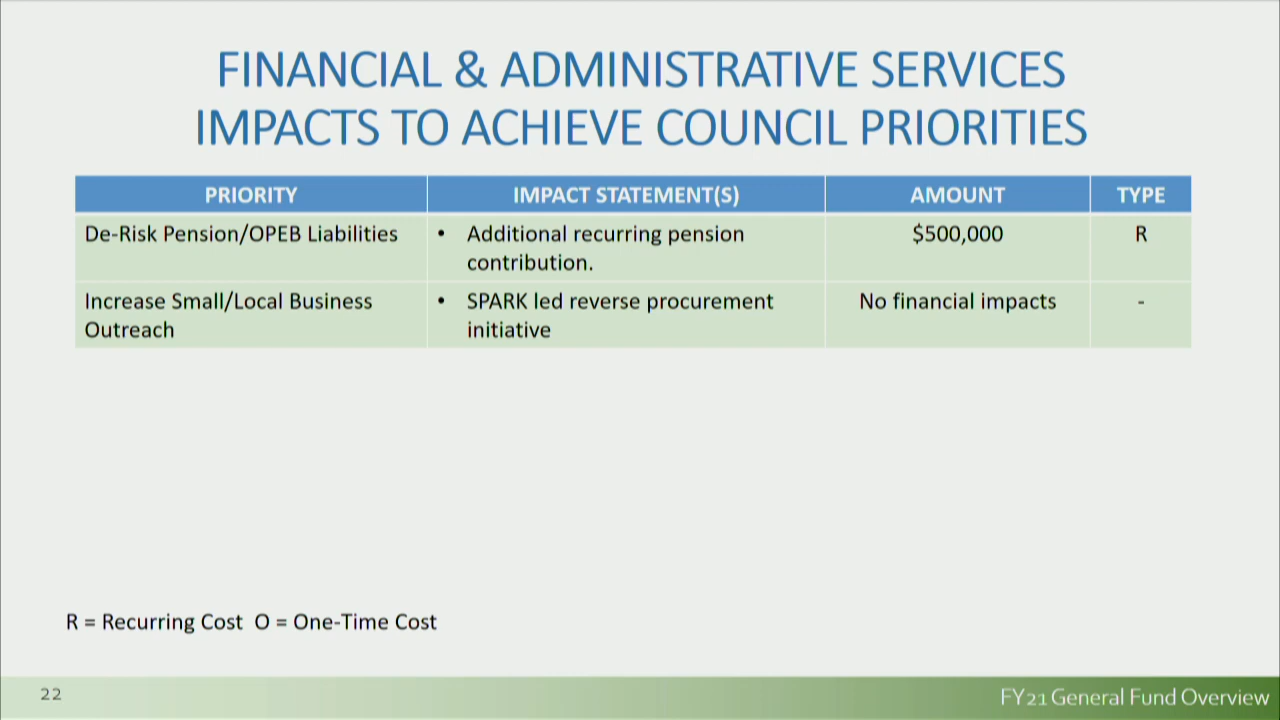 FINANCIAL & ADMINISTRATIVE SERVICES
IMPACTS TO ACHIEVE COUNCIL PRIORITIES
PRIORITY IMPACT STATEMENT(S) AMOUNT TYPE
De-Risk Pension/OPEB Liabilities • Additional recurring pension $500,000 R
contribution.
Increase Small/Local Business • SPARK led reverse procurement No financial impacts -
Outreach initiative
R = Recurring Cost O = One-Time Cost
22 FY21 General Fund Overview